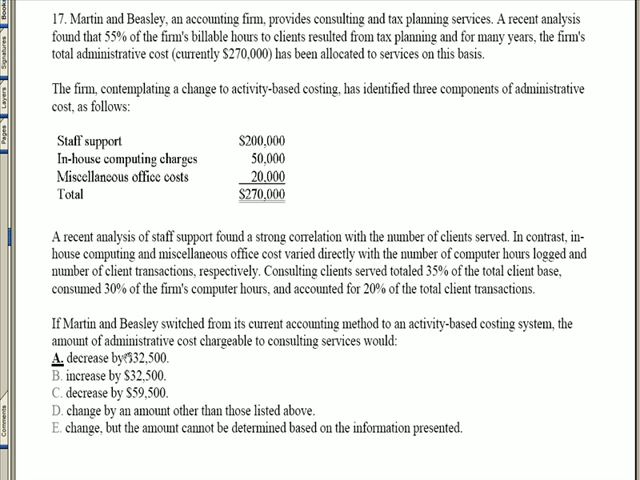 17. Martin and Beasley, an accounting firm, provides consulting and tax planning services. A recent analysis
found that 55% of the firm's billable hours to clients resulted from tax planning and for many years, the firm's
total administrative cost (currently $270,000) has been allocated to services on this basis.
The firm, contemplating a change to activity-based costing, has identified three components of administrative
cost, as follows:
Staff support $200,000
In-house computing charges 50,000
Miscellaneous office costs 20,000
Total $270,000
A recent analysis of staff support found a strong correlation with the number of clients served. In contrast, in-
house computing and miscellaneous office cost varied directly with the number of computer hours logged and
number of client transactions, respectively. Consulting clients served totaled 35% of the total client base,
consumed 30% of the firm's computer hours, and accounted for 20% of the total client transactions.
If Martin and Beasley switched from its current accounting method to an activity-based costing system, the
amount of administrative cost chargeable to consulting services would:
A. decrease by $32,500.
B. increase by $32,500.
C. decrease by $59,500.
D. change by an amount other than those listed above.
E. change, but the amount cannot be determined based on the information presented.
Signatures
Layers
Pages
Comments